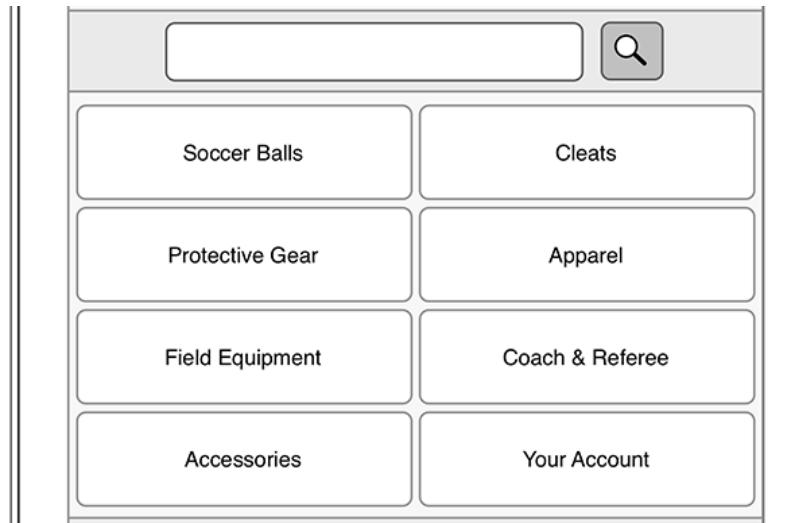 Soccer Balls
Cleats
Protective Gear
Apparel
Field Equipment
Coach & Referee
Accessories
Your Account